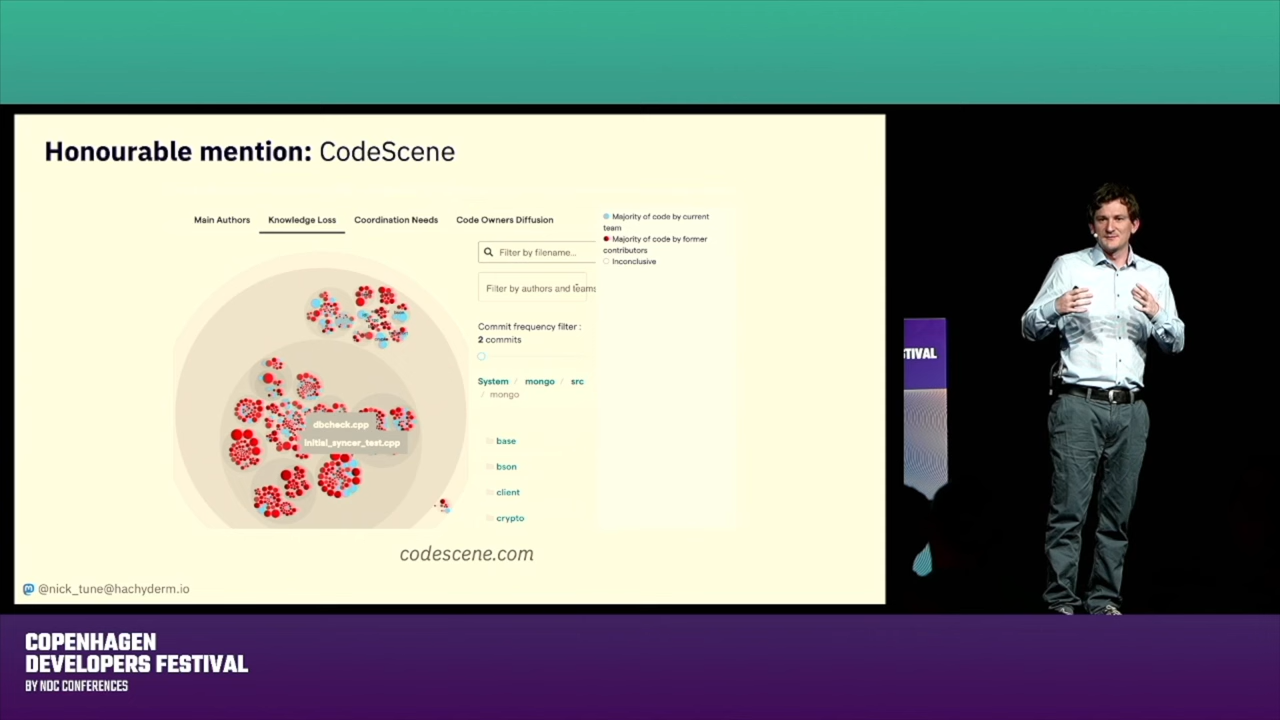 Honourable mention: CodeScene
Main Authors
Knowledge Loss
Coordination Needs
Code Owners Diffusion
Filter by filename...
Filter by authors and teams
Commit frequency filter :
2 commits
System / mongo / src
/ mongo
base
bson
client
crypto
Majority of code by current
team
Majority of code by former
contributors
Inconclusive
dbcheck.cpp
initial_syncer_test.cpp
codescene.com
@nick_tune@hachyderm.io
TIVAL
COPENHAGEN
DEVELOPERS FESTIVAL
BY NDC CONFERENCES